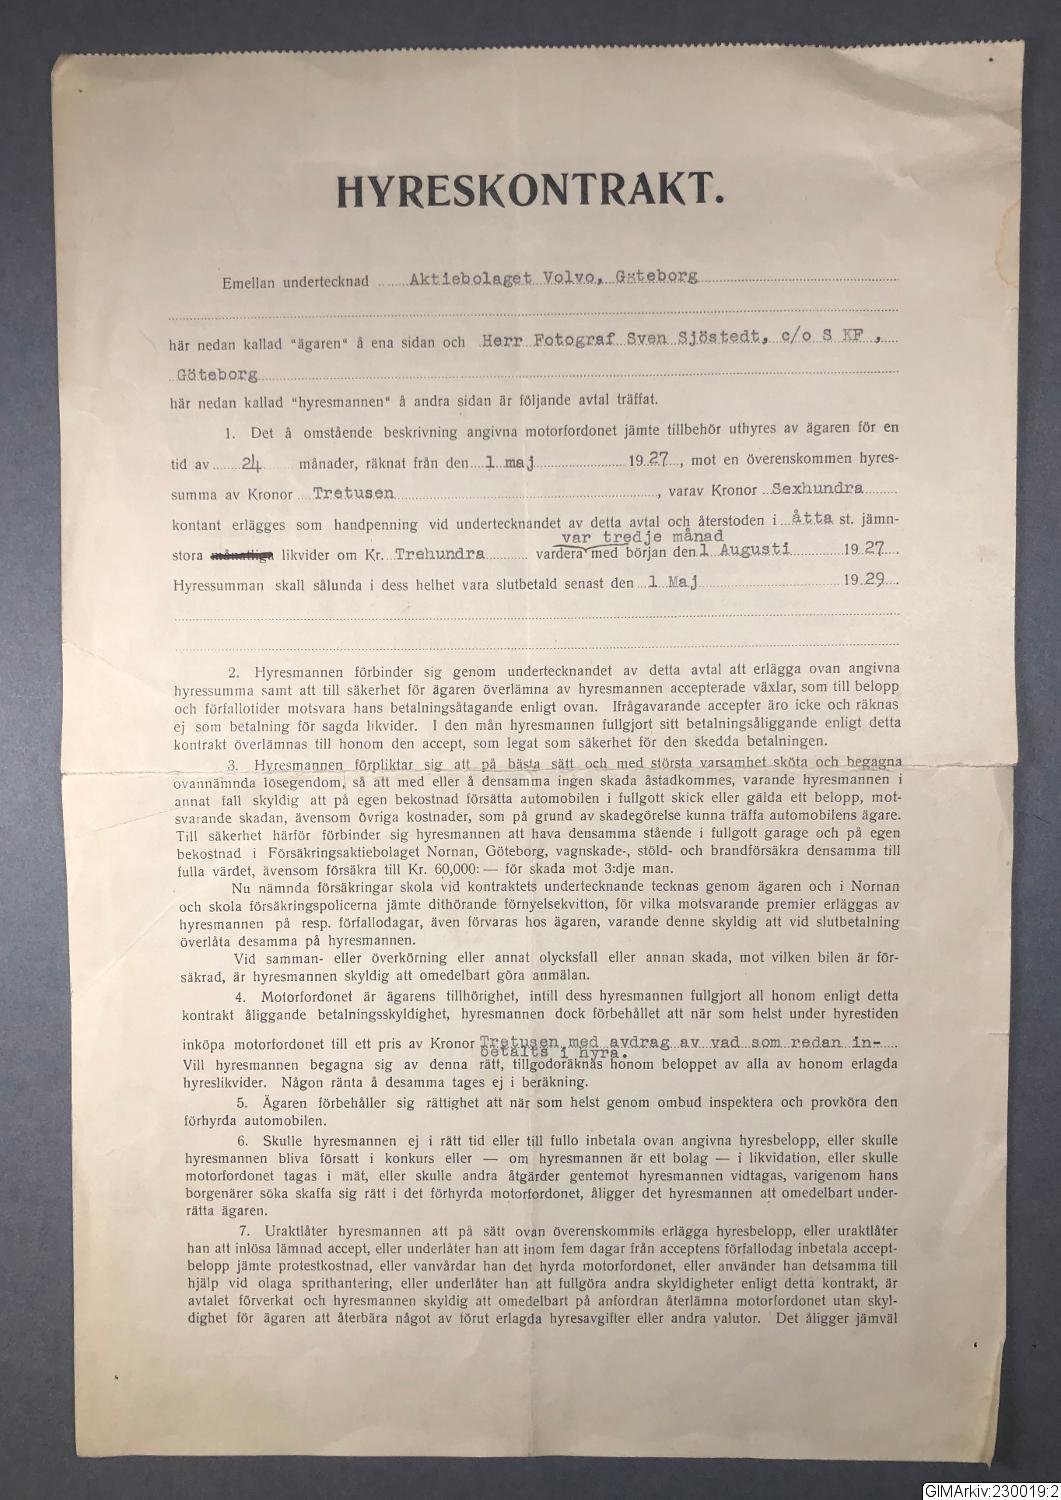 HYRESKONTRAKT.
Emellan undertecknad Aktiebolaget Volvo, Gxteborg
här nedan kallad "ägaren" å ena sidan och Herr Fotograf Sven Sjöstedt, c/o S KF ,
Göteborg
här nedan kallad "hyresmannen" å andra sidan är följande avtal träffat.
1. Det å omstående beskrivning angivna motorfordonet jämte tillbehör uthyres av ägaren för en
tid av 24 månader, räknat från den 1 maj 1927, mot en överenskommen hyres-
summa av Kronor Tretusen, varav Kronor Sexhundra
kontant erlägges som handpenning vid undertecknandet av detta avtal och återstoden i åtta st. jämn-
var tredje månad
stora månatliga likvider om Kr. Trehundra vardera med början den 1 Augusti 1927
Hyressumman skall sålunda i dess helhet vara slutbetald senast den 1 Maj 1929.
2. Hyresmannen förbinder sig genom undertecknandet av detta avtal att erlägga ovan angivna
hyressumma samt att till säkerhet för ägaren överlämna av hyresmannen accepterade växlar, som till belopp
och förfallotider motsvara hans betalningsåtagande enligt ovan. Ifrågavarande accepter äro icke och räknas
ej som betalning för sagda likvider. I den mån hyresmannen fullgjort sitt betalningsåliggande enligt detta
kontrakt överlämnas till honom den accept, som legat som säkerhet för den skedda betalningen.
3. Hyresmannen förpliktar sig att på bästa sätt och med största varsamhet sköta och begagna
ovannämnda lösegendom, så att med eller å densamma ingen skada åstadkommes, varande hyresmannen i
annat fall skyldig att på egen bekostnad försätta automobilen i fullgott skick eller gälda ett belopp, mot-
svarande skadan, ävensom övriga kostnader, som på grund av skadegörelse kunna träffa automobilens ägare.
Till säkerhet härför förbinder sig hyresmannen att hava densamma stående i fullgott garage och på egen
bekostnad i Försäkringsaktiebolaget Nornan, Göteborg, vagnskade-, stöld- och brandförsäkra densamma till
fulla värdet, ävensom försäkra till Kr. 60,000: — för skada mot 3:dje man.
Nu nämnda försäkringar skola vid kontraktets undertecknande tecknas genom ägaren och i Nornan
och skola försäkringspolicerna jämte dithörande förnyelsekvitton, för vilka motsvarande premier erläggas av
hyresmannen på resp. förfallodagar, även förvaras hos ägaren, varande denne skyldig att vid slutbetalning
överlåta desamma på hyresmannen.
Vid samman- eller överkörning eller annat olycksfall eller annan skada, mot vilken bilen är för-
säkrad, är hyresmannen skyldig att omedelbart göra anmälan.
4. Motorfordonet är ägarens tillhörighet, intill dess hyresmannen fullgjort all honom enligt detta
kontrakt åliggande betalningsskyldighet, hyresmannen dock förbehållet att när som helst under hyrestiden
inköpa motorfordonet till ett pris av Kronor Tretusen med avdrag av vad som redan in-
betalts i hyra.
Vill hyresmannen begagna sig av denna rätt, tillgodoräknas honom beloppet av alla av honom erlagda
hyreslikvider. Någon ränta å desamma tages ej i beräkning.
5. Ägaren förbehåller sig rättighet att när som helst genom ombud inspektera och provköra den
förhyrda automobilen.
6. Skulle hyresmannen ej i rätt tid eller till fullo inbetala ovan angivna hyresbelopp, eller skulle
hyresmannen bliva försatt i konkurs eller — om hyresmannen är ett bolag — i likvidation, eller skulle
motorfordonet tagas i mät, eller skulle andra åtgärder gentemot hyresmannen vidtagas, varigenom hans
borgenärer söka skaffa sig rätt i det förhyrda motorfordonet, åligger det hyresmannen att omedelbart under-
rätta ägaren.
7. Uraktlåter hyresmannen att på sätt ovan överenskommits erlägga hyresbelopp, eller uraktlåter
han att inlösa lämnad accept, eller underlåter han att inom fem dagar från acceptens förfallodag inbetala accept-
belopp jämte protestkostnad, eller vanvårdar han det hyrda motorfordonet, eller använder han detsamma till
hjälp vid olaga sprithantering, eller underlåter han att fullgöra andra skyldigheter enligt detta kontrakt, är
avtalet förverkat och hyresmannen skyldig att omedelbart på anfordran återlämna motorfordonet utan skyl-
dighet för ägaren att återbära något av förut erlagda hyresavgifter eller andra valutor. Det åligger jämväl
GIMArkiv:230019:2